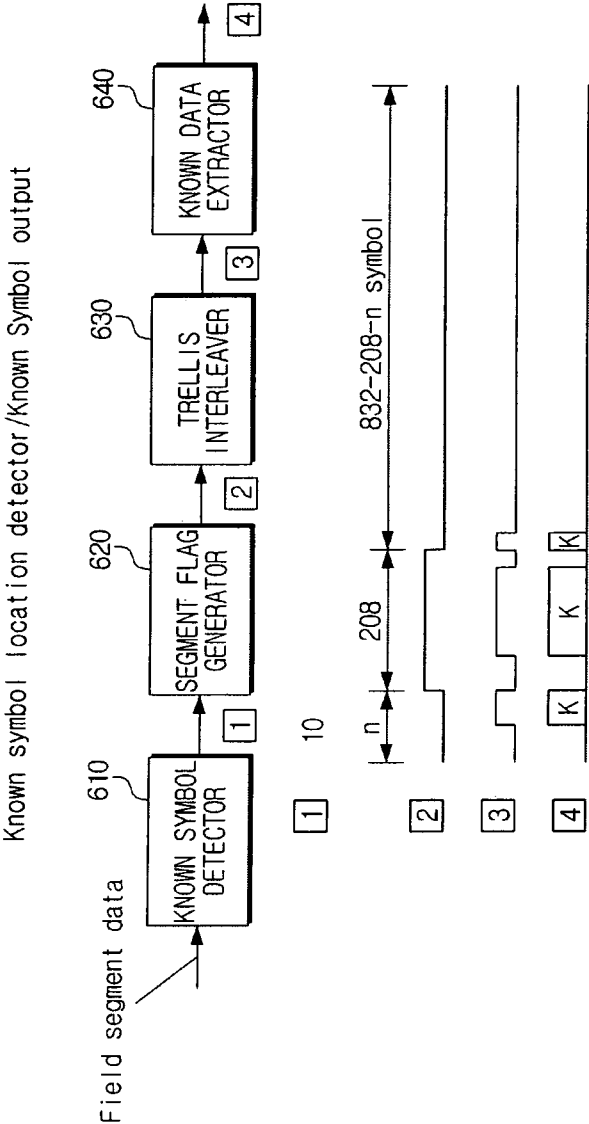 Known symbol location detector/Known Symbol output
Field segment data
610
KNOWN SYMBOL
DETECTOR
1
620
SEGMENT FLAG
GENERATOR
2
630
TRELLIS
INTERLEAVER
3
640
KNOWN DATA
EXTRACTOR
4
1
10
n
208
832-208-n symbol
2
3
4
K
K
K